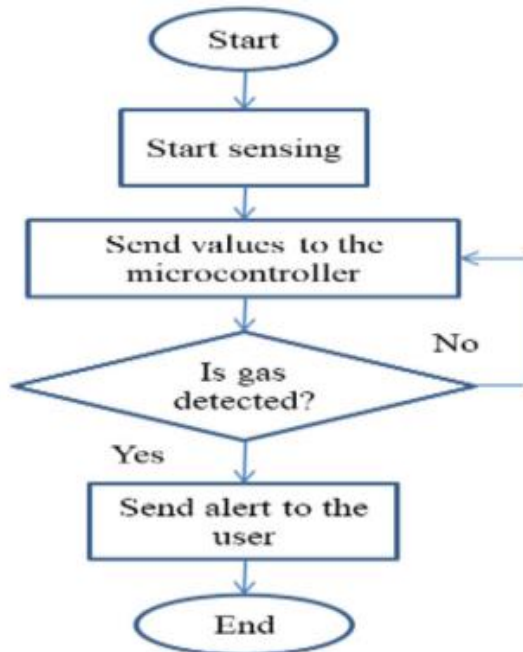 Start
Start sensing
Send values to the
microcontroller
Is gas
detected?
No
Yes
Send alert to the
user
End